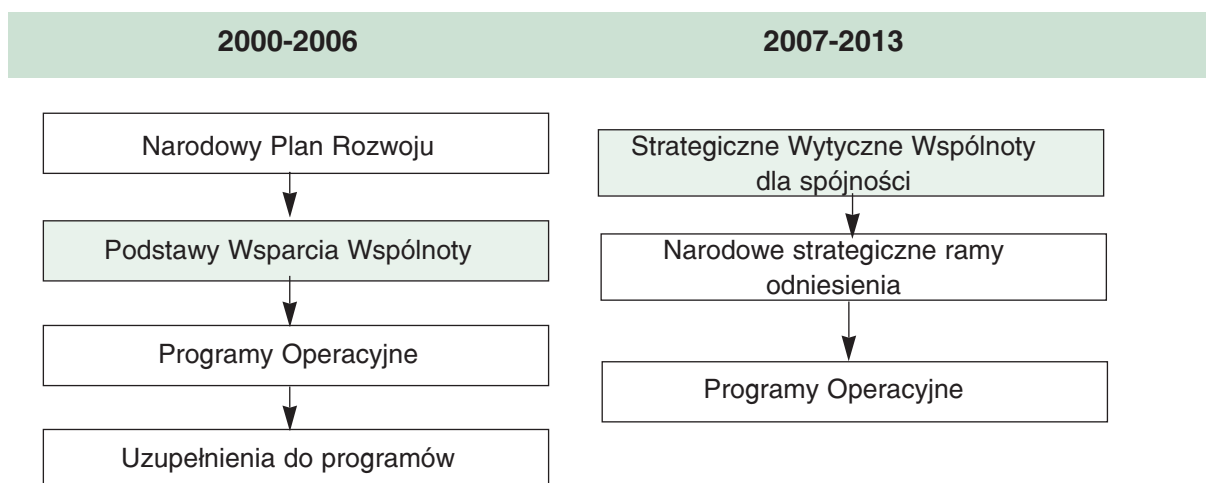 2000-2006
2007-2013
Narodowy Plan Rozwoju
Podstawy Wsparcia Wspólnoty
Programy Operacyjne
Uzupełnienia do programów
Strategiczne Wytyczne Wspólnoty
dla spójności
Narodowe strategiczne ramy
odniesienia
Programy Operacyjne